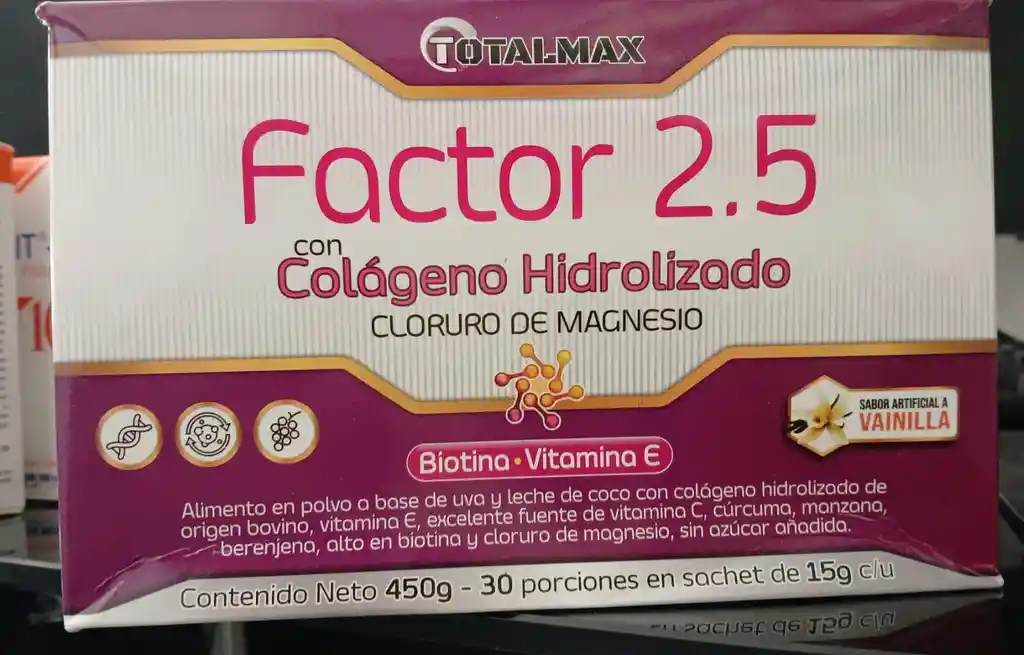 TOTALMAX
Factor 2.5
con
Colágeno Hidrolizado
CLORURO DE MAGNESIO
SABOR ARTIFICIAL A
VAINILLA
Biotina • Vitamina E
Alimento en polvo a base de uva y leche de coco con colágeno hidrolizado de
origen bovino, vitamina E, excelente fuente de vitamina C, cúrcuma, manzana,
berenjena, alto en biotina y cloruro de magnesio, sin azúcar añadida.
Contenido Neto 450g - 30 porciones en sachet de 15g c/u